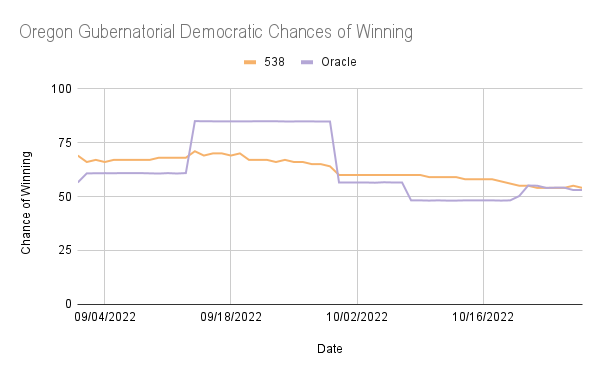 Oregon Gubernatorial Democratic Chances of Winning
538 Oracle
100
75
50
25
0
Chance of Winning
09/04/2022 09/18/2022 10/02/2022 10/16/2022
Date